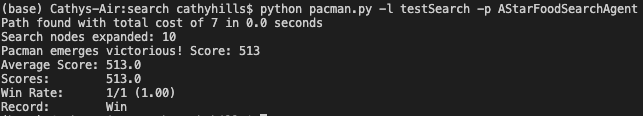 (base) Cathys-Air:search cathyhills$ python pacman.py -l testSearch -p AStarFoodSearchAgent
Path found with total cost of 7 in 0.0 seconds
Search nodes expanded: 10
Pacman emerges victorious! Score: 513
Average Score: 513.0
Scores:        513.0
Win Rate:      1/1 (1.00)
Record:        Win